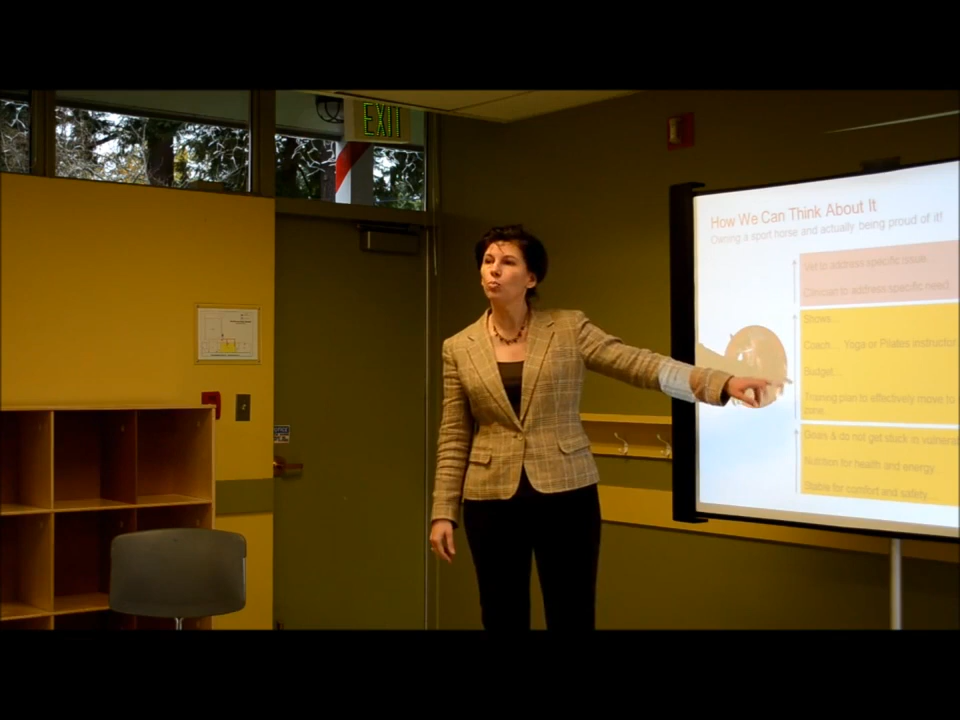 EXIT
How We Can Think About It
Owning a sport horse and actually being proud of it!
Vet to address specific issue
Clinician to address specific need
Shows...
Coach... Yoga or Pilates instructor
Budget...
Training plan to effectively move to
zone.
Goals & do not get stuck in
Nutrition for health and energy
Stable for comfort and safety...